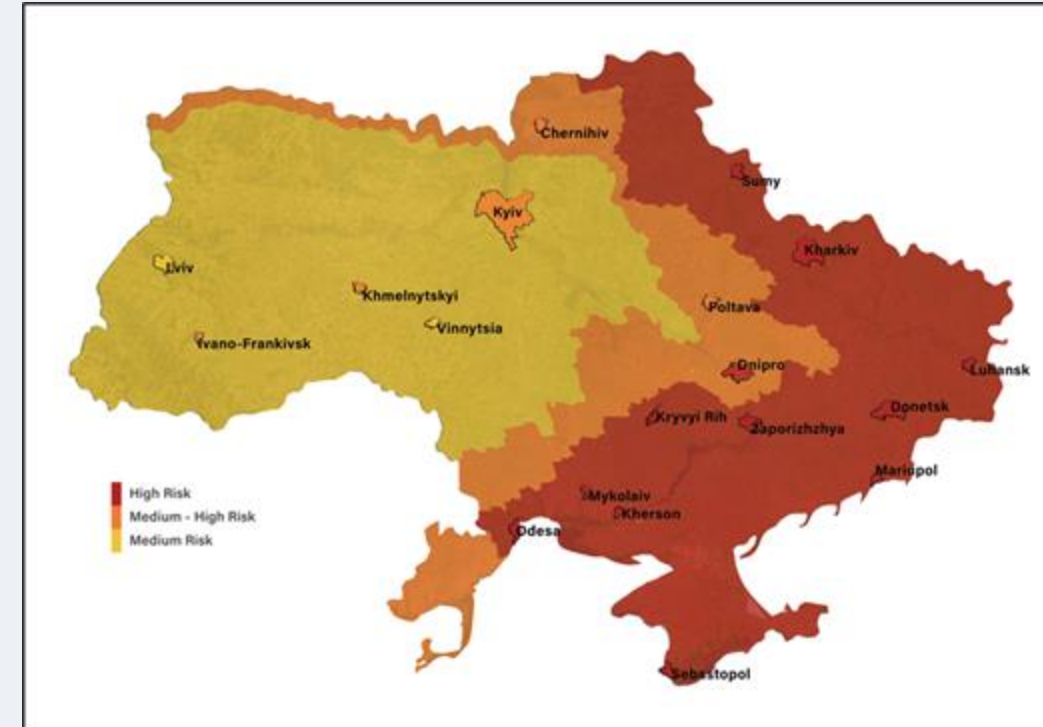 Chernihiv
Sumy
Kyiv
Kharkiv
Lviv
Khmelnytskyi
Poltava
Vinnytsia
Ivano-Frankivsk
Dnipro
Luhansk
Donetsk
Kryvyi Rih
Zaporizhzhya
Mariupol
High Risk
Mykolaiv
Medium - High Risk
Kherson
Odesa
Medium Risk
Sebastopol